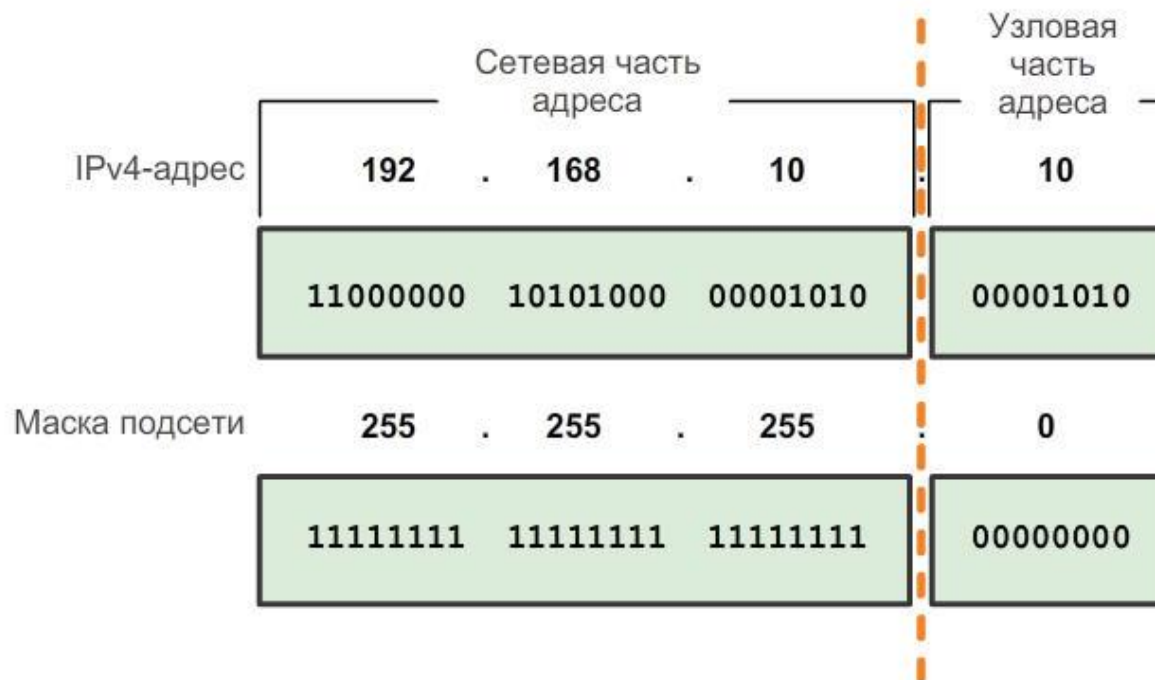 Сетевая часть
адреса
Узловая
часть
адреса
IPv4-адрес 192 . 168 . 10 . 10
11000000 10101000 00001010 00001010
Маска подсети 255 . 255 . 255 . 0
11111111 11111111 11111111 00000000